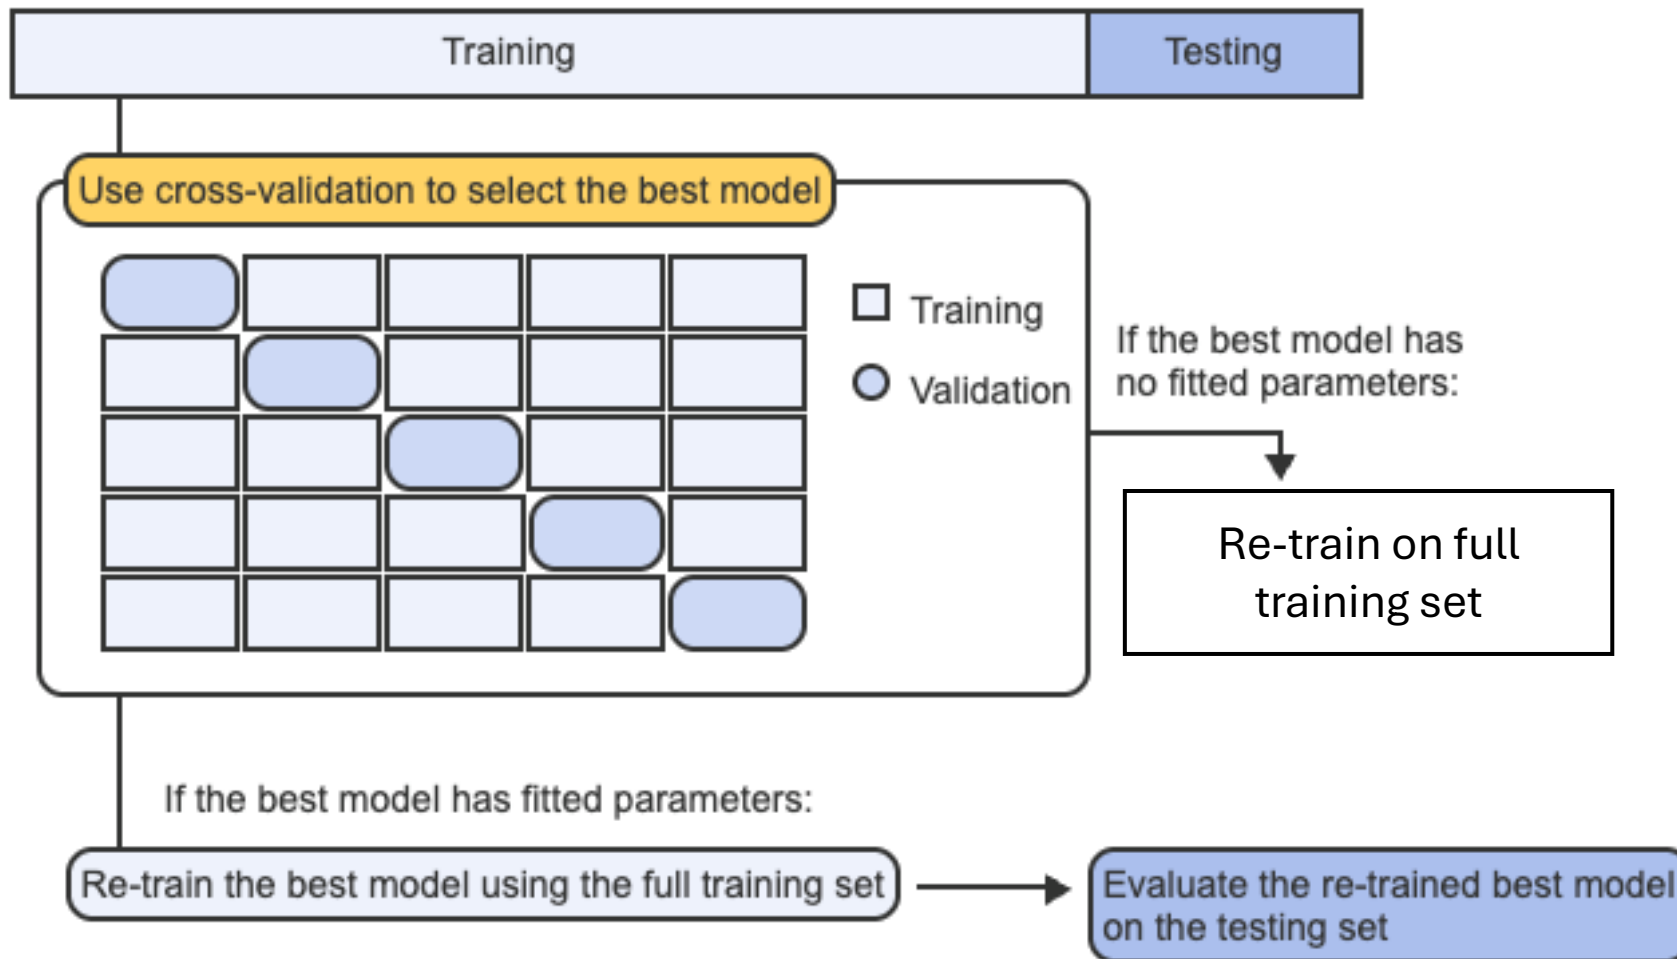 Training
Testing
Use cross-validation to select the best model
Training
Validation
If the best model has
no fitted parameters:
Re-train on full
training set
If the best model has fitted parameters:
Re-train the best model using the full training set
Evaluate the re-trained best model
on the testing set